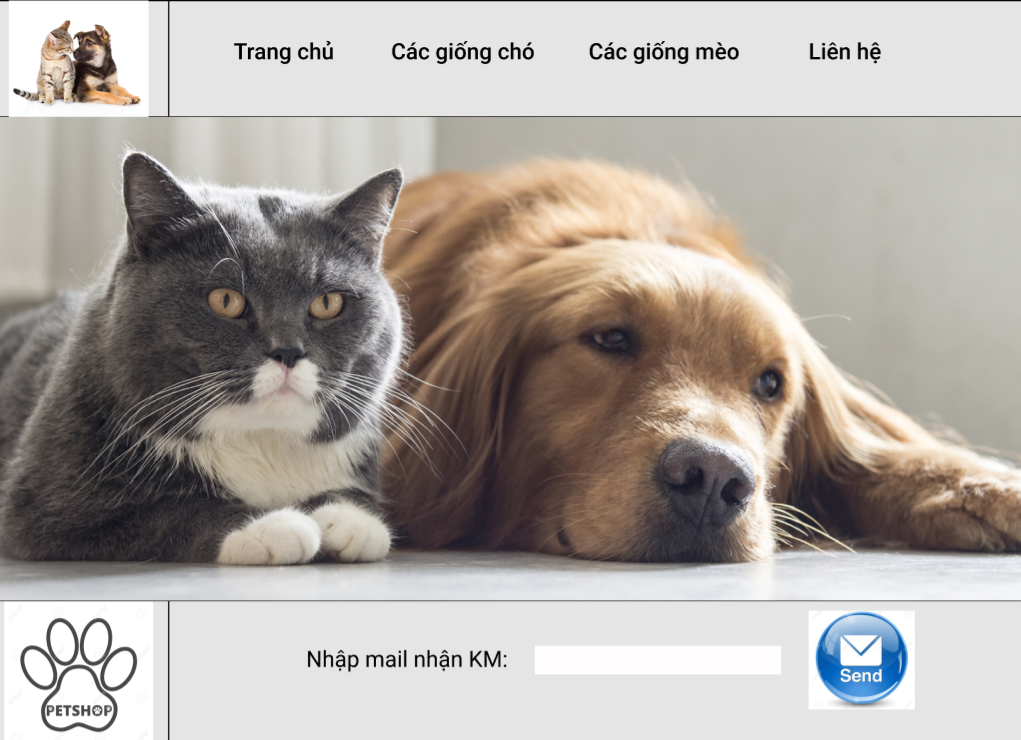 Trang chủ
Các giống chó
Các giống mèo
Liên hệ
Nhập mail nhận KM:
Send
PETSHOP